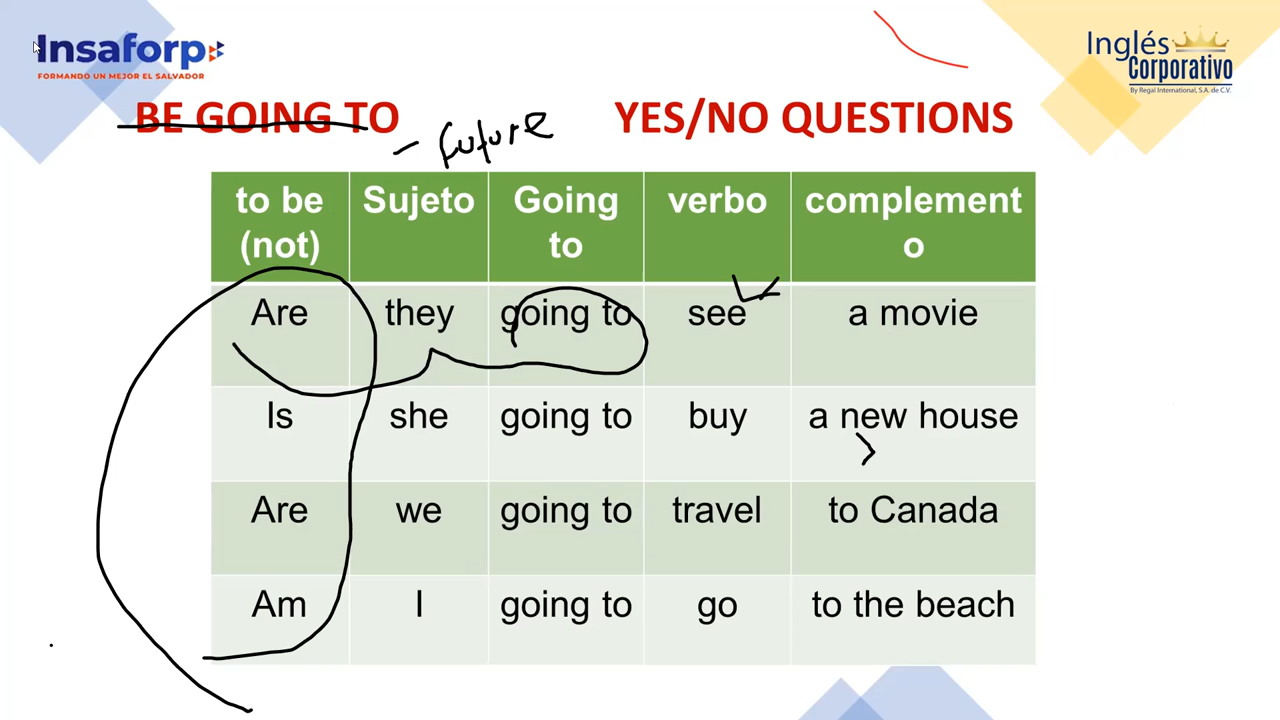 Insaforp
FORMANDO UN MEJOR EL SALVADOR
Inglés
Corporativo
By Regal International, S.A. de C.V.
BE GOING TO YES/NO QUESTIONS
- Future
to be (not) Sujeto Going to verbo complemento
Are they going to see a movie
Is she going to buy a new house
Are we going to travel to Canada
Am I going to go to the beach